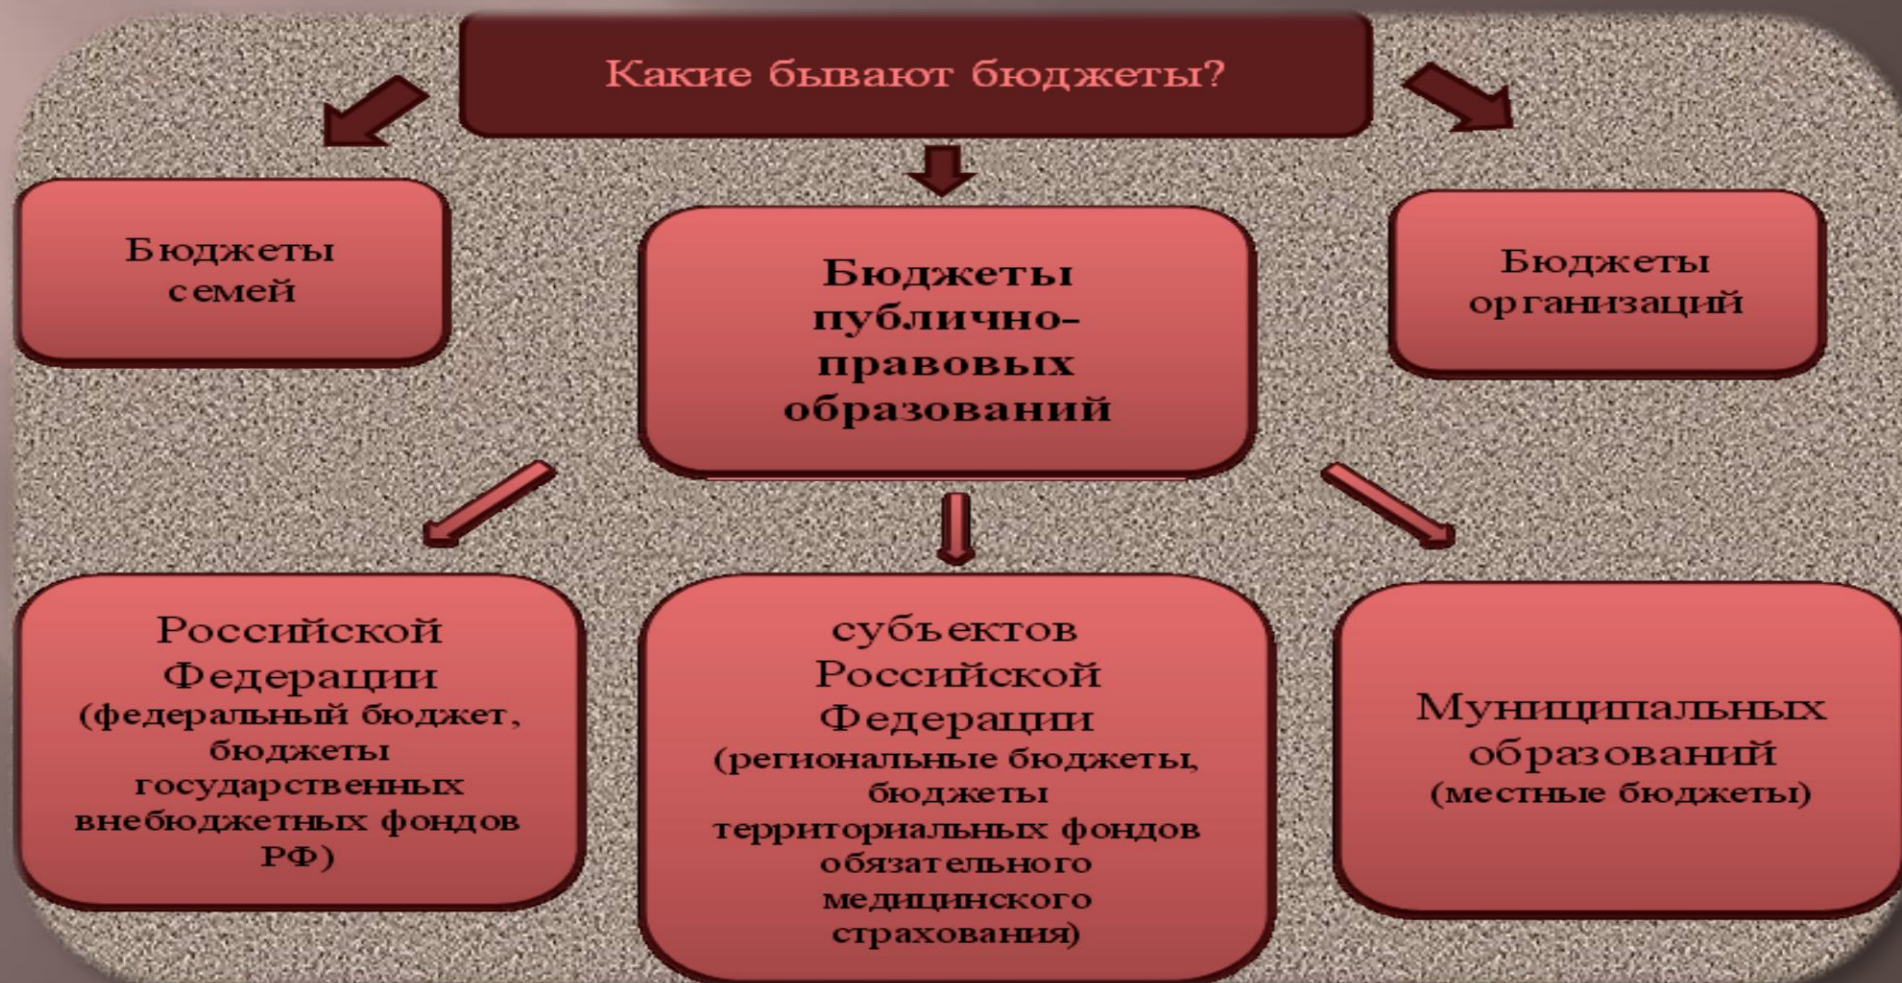 Какие бывают бюджеты?
Бюджеты
семей
Бюджеты
публично-
правовых
образований
Бюджеты
организаций
Российской
Федерации
(федеральный бюджет,
бюджеты
государственных
внебюджетных фондов
РФ)
субъектов
Российской
Федерации
(региональные бюджеты,
бюджеты
территориальных фондов
обязательного
медицинского
страхования)
Муниципальных
образований
(местные бюджеты)